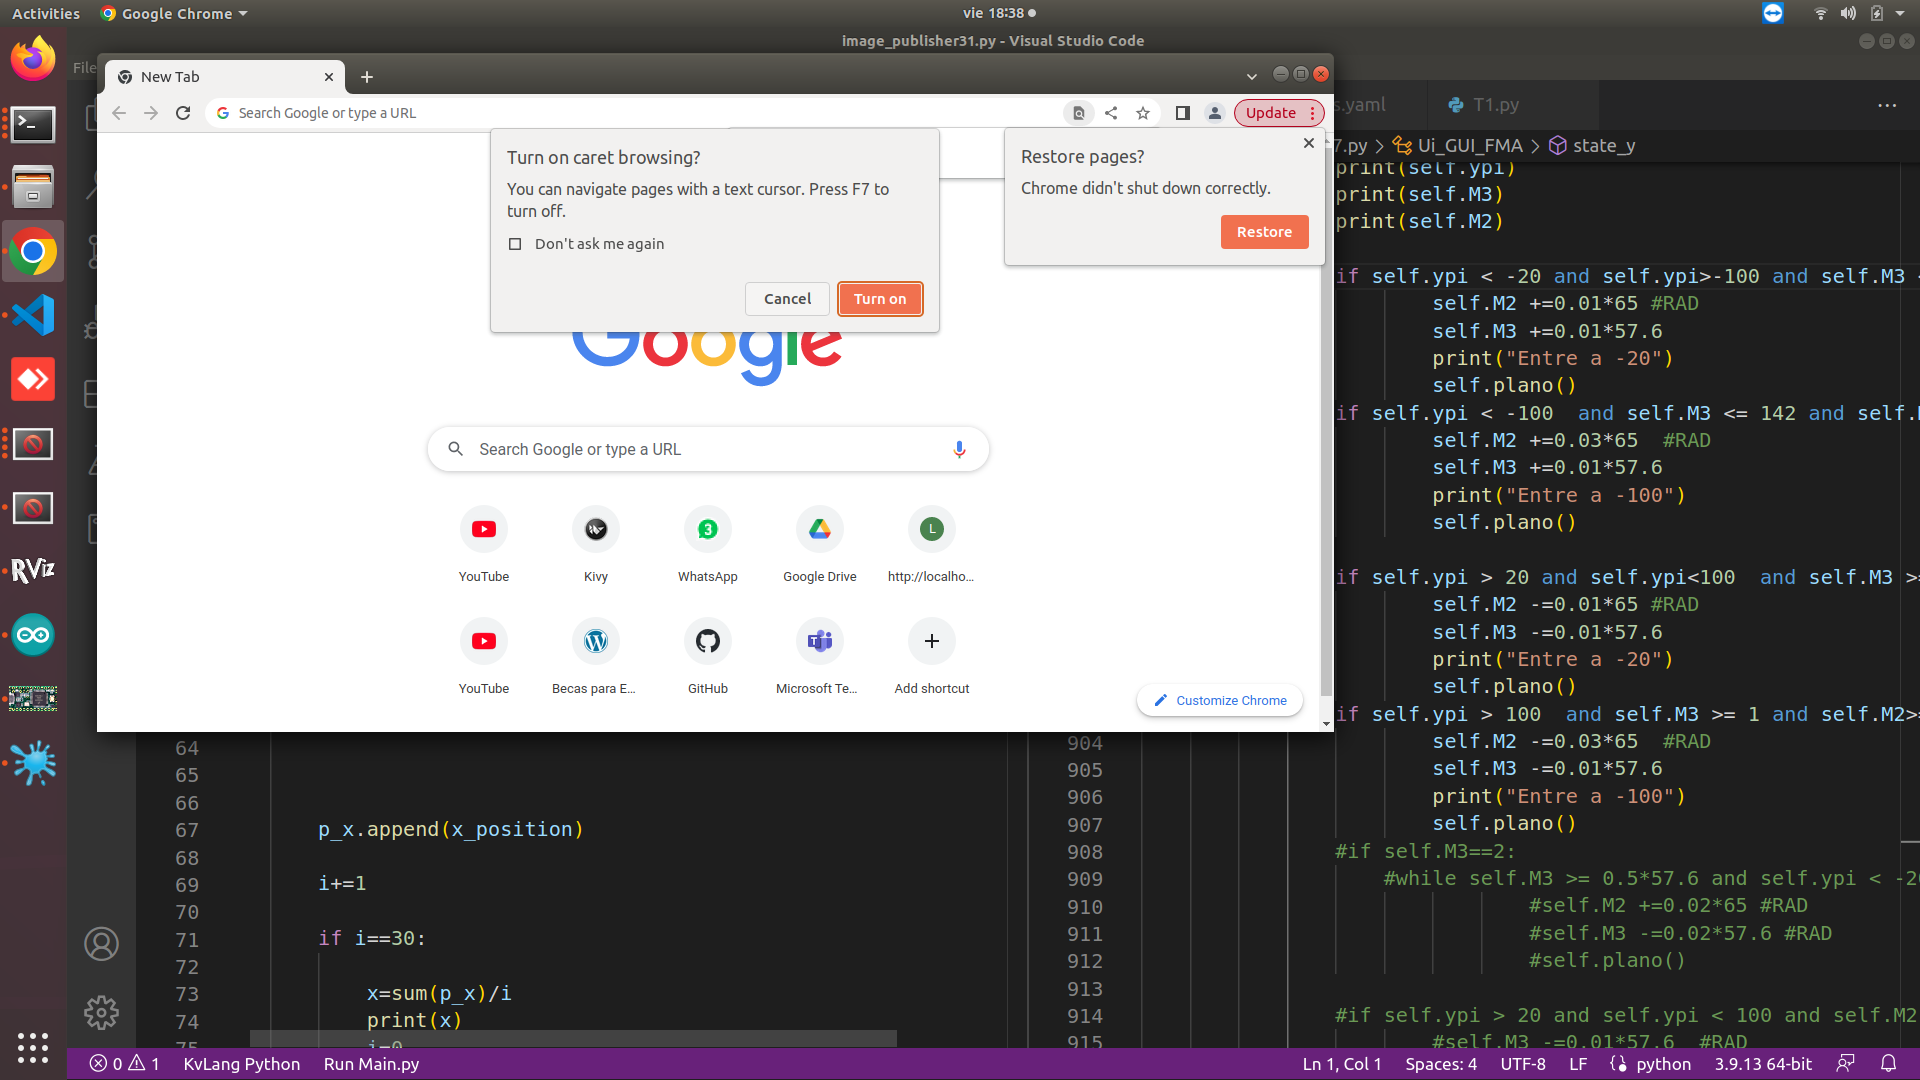 Activities
Google Chrome
vie 18:38
image_publisher31.py - Visual Studio Code
File
New Tab
Search Google or type a URL
Update
Turn on caret browsing?
You can navigate pages with a text cursor. Press F7 to
turn off.
Don't ask me again
Cancel
Turn on
Restore pages?
Chrome didn't shut down correctly.
Restore
Google
Search Google or type a URL
YouTube
Kivy
3
WhatsApp
Google Drive
L
http://localho...
YouTube
Becas para E...
GitHub
Microsoft Te...
Add shortcut
Customize Chrome
RViz
s.yaml
T1.py
7.py > Ui_GUI_FMA > state_y
print(self.ypi)
print(self.M3)
print(self.M2)
if self.ypi < -20 and self.ypi>-100 and self.M3
self.M2 +=0.01*65 #RAD
self.M3 +=0.01*57.6
print("Entre a -20")
self.plano()
if self.ypi < -100  and self.M3 <= 142 and self.
self.M2 +=0.03*65  #RAD
self.M3 +=0.01*57.6
print("Entre a -100")
self.plano()
if self.ypi > 20 and self.ypi<100  and self.M3 >=
self.M2 -=0.01*65 #RAD
self.M3 -=0.01*57.6
print("Entre a -20")
self.plano()
if self.ypi > 100  and self.M3 >= 1 and self.M2>=
self.M2 -=0.03*65  #RAD
self.M3 -=0.01*57.6
print("Entre a -100")
self.plano()
#if self.M3==2:
#while self.M3 >= 0.5*57.6 and self.ypi < -20
#self.M2 +=0.02*65 #RAD
#self.M3 -=0.02*57.6 #RAD
#self.plano()
#if self.ypi > 20 and self.ypi < 100 and self.M2
#self.M3 -=0.01*57.6  #RAD
64
65
66
67 p_x.append(x_position)
68
69 i+=1
70
71 if i==30:
72
73 x=sum(p_x)/i
74 print(x)
75 i=0
904
905
906
907
908
909
910
911
912
913
914
915
0
1
KvLang Python
Run Main.py
Ln 1, Col 1
Spaces: 4
UTF-8
LF
python
3.9.13 64-bit